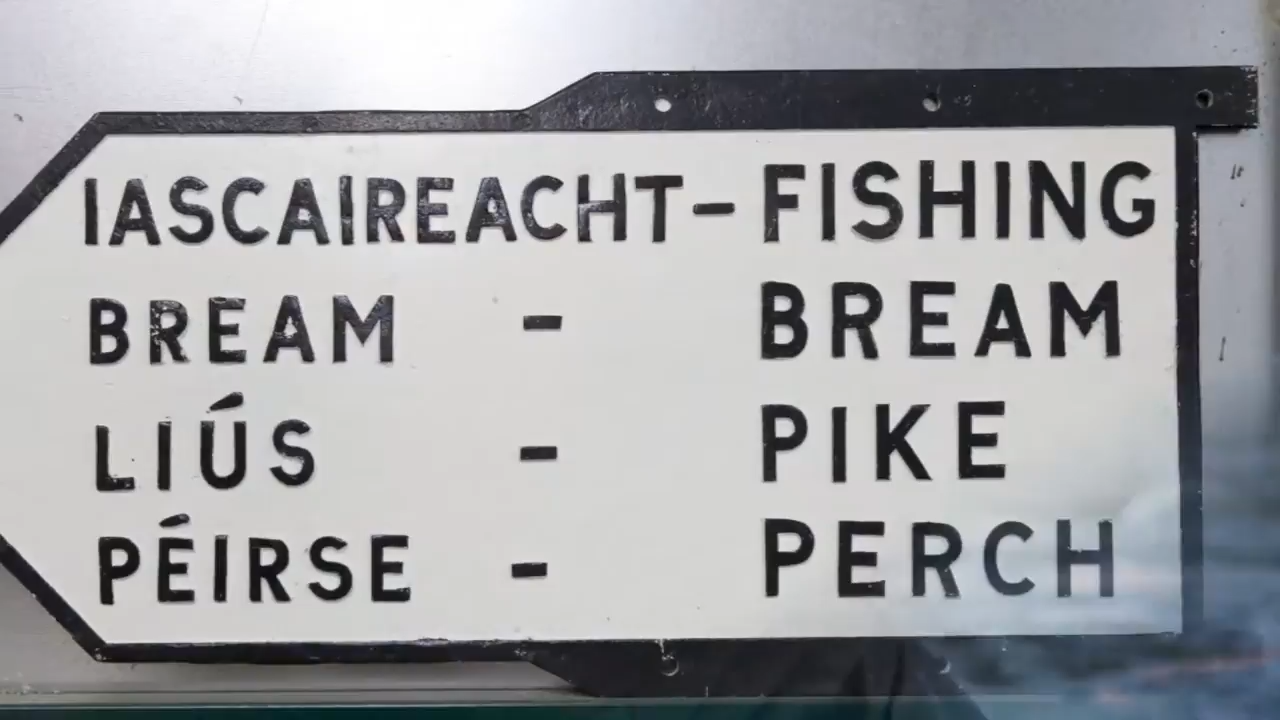 IASCAIREACHT - FISHING
BREAM - BREAM
LIÚS - PIKE
PÉIRSE - PERCH